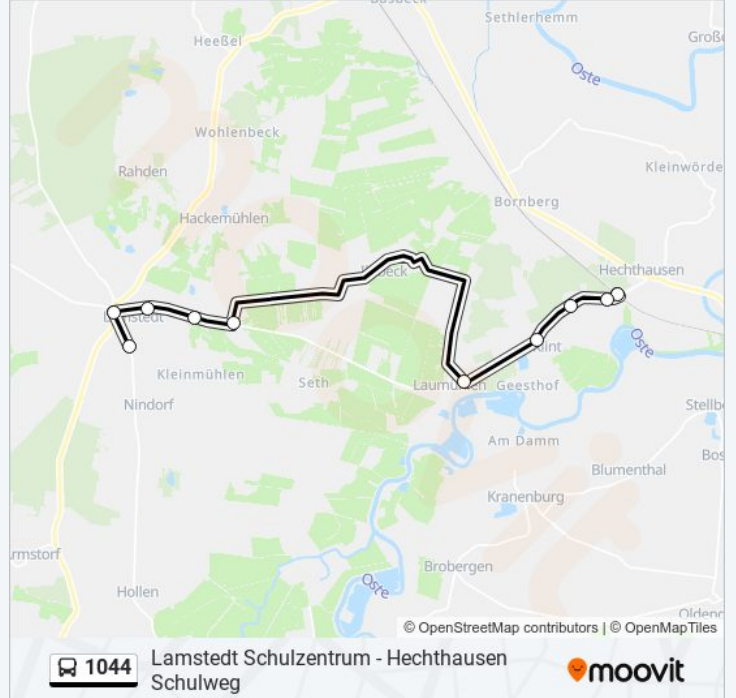 Sethlerhemm
Heeßel
Oste
Wohlenbeck
Kleinwörde
Rahden
Bornberg
Hackemühlen
Hechthausen
Oste
Kleinmühlen
Seth
Laumühlen
Geesthof
Nindorf
Am Damm
Blumenthal
Kranenburg
Brobergen
Oste
Hollen
© OpenStreetMap contributors | © OpenMapTiles
1044
Lamstedt Schulzentrum - Hechthausen
Schulweg
moovit